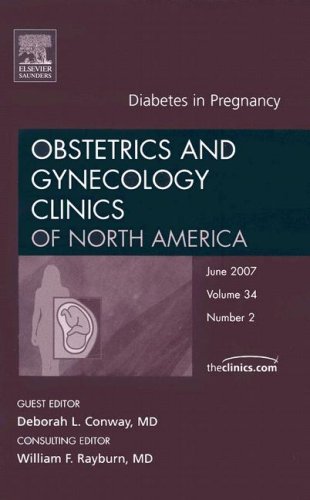 ELSEVIER
SAUNDERS
Diabetes in Pregnancy
OBSTETRICS AND
GYNECOLOGY
CLINICS
OF NORTH AMERICA
June 2007
Volume 34
Number 2
theclinics.com
GUEST EDITOR
Deborah L. Conway, MD
CONSULTING EDITOR
William F. Rayburn, MD